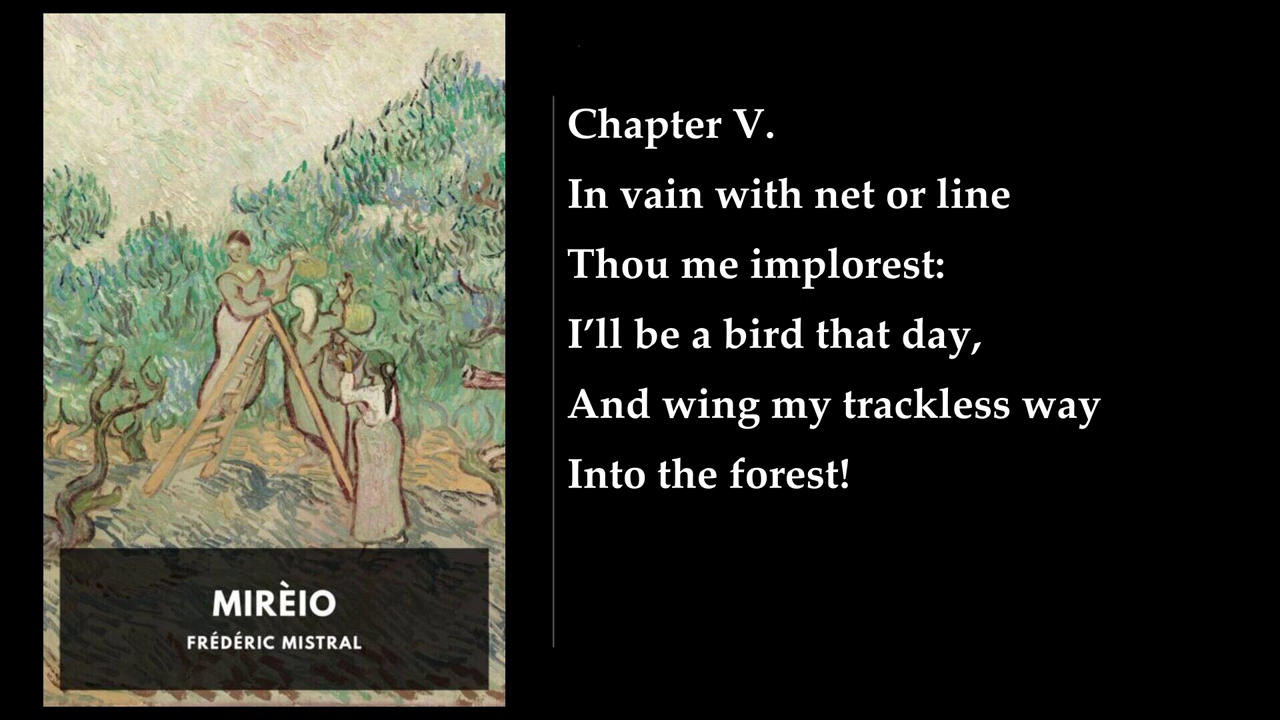 MIRÈIO
FRÉDÉRIC MISTRAL
Chapter V.
In vain with net or line
Thou me implorest:
I’ll be a bird that day,
And wing my trackless way
Into the forest!